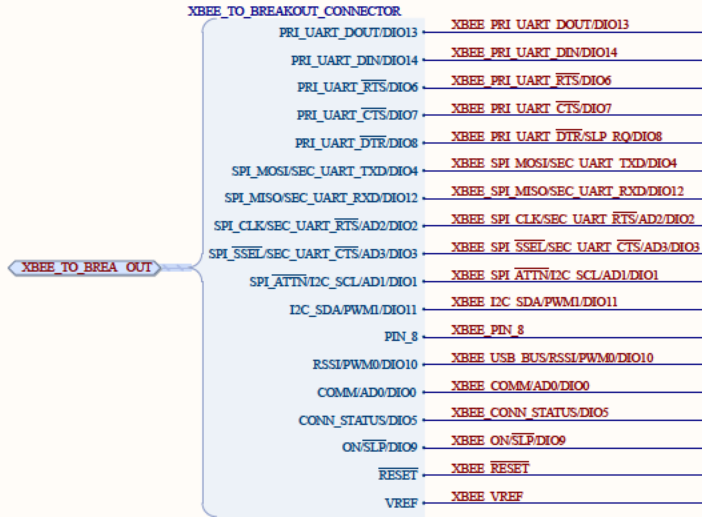 XBEE_TO_BREAKOUT_CONNECTOR
PRI_UART_DOUT/DIO13 XBEE_PRI_UART_DOUT/DIO13
PRI_UART_DIN/DIO14 XBEE_PRI_UART_DIN/DIO14
PRI_UART_RTS/DIO6 XBEE_PRI_UART_RTS/DIO6
PRI_UART_CTS/DIO7 XBEE_PRI_UART_CTS/DIO7
PRI_UART_DTR/DIO8 XBEE_PRI_UART_DTR/SLP_RQ/DIO8
SPI_MOSI/SEC_UART_TXD/DIO4 XBEE_SPI_MOSI/SEC_UART_TXD/DIO4
SPI_MISO/SEC_UART_RXD/DIO12 XBEE_SPI_MISO/SEC_UART_RXD/DIO12
SPI_CLK/SEC_UART_RTS/AD2/DIO2 XBEE_SPI_CLK/SEC_UART_RTS/AD2/DIO2
SPI_SSEL/SEC_UART_CTS/AD3/DIO3 XBEE_SPI_SSEL/SEC_UART_CTS/AD3/DIO3
XBEE_TO_BREA OUT
SPI_ATTN/I2C_SCL/AD1/DIO1 XBEE_SPI_ATTN/I2C_SCL/AD1/DIO1
I2C_SDA/PWM1/DIO11 XBEE_I2C_SDA/PWM1/DIO11
PIN_8 XBEE_PIN_8
RSSI/PWM0/DIO10 XBEE_USB_BUS/RSSI/PWM0/DIO10
COMM/AD0/DIO0 XBEE_COMM/AD0/DIO0
CONN_STATUS/DIO5 XBEE_CONN_STATUS/DIO5
ON/SLP/DIO9 XBEE_ON/SLP/DIO9
RESET XBEE_RESET
VREF XBEE_VREF